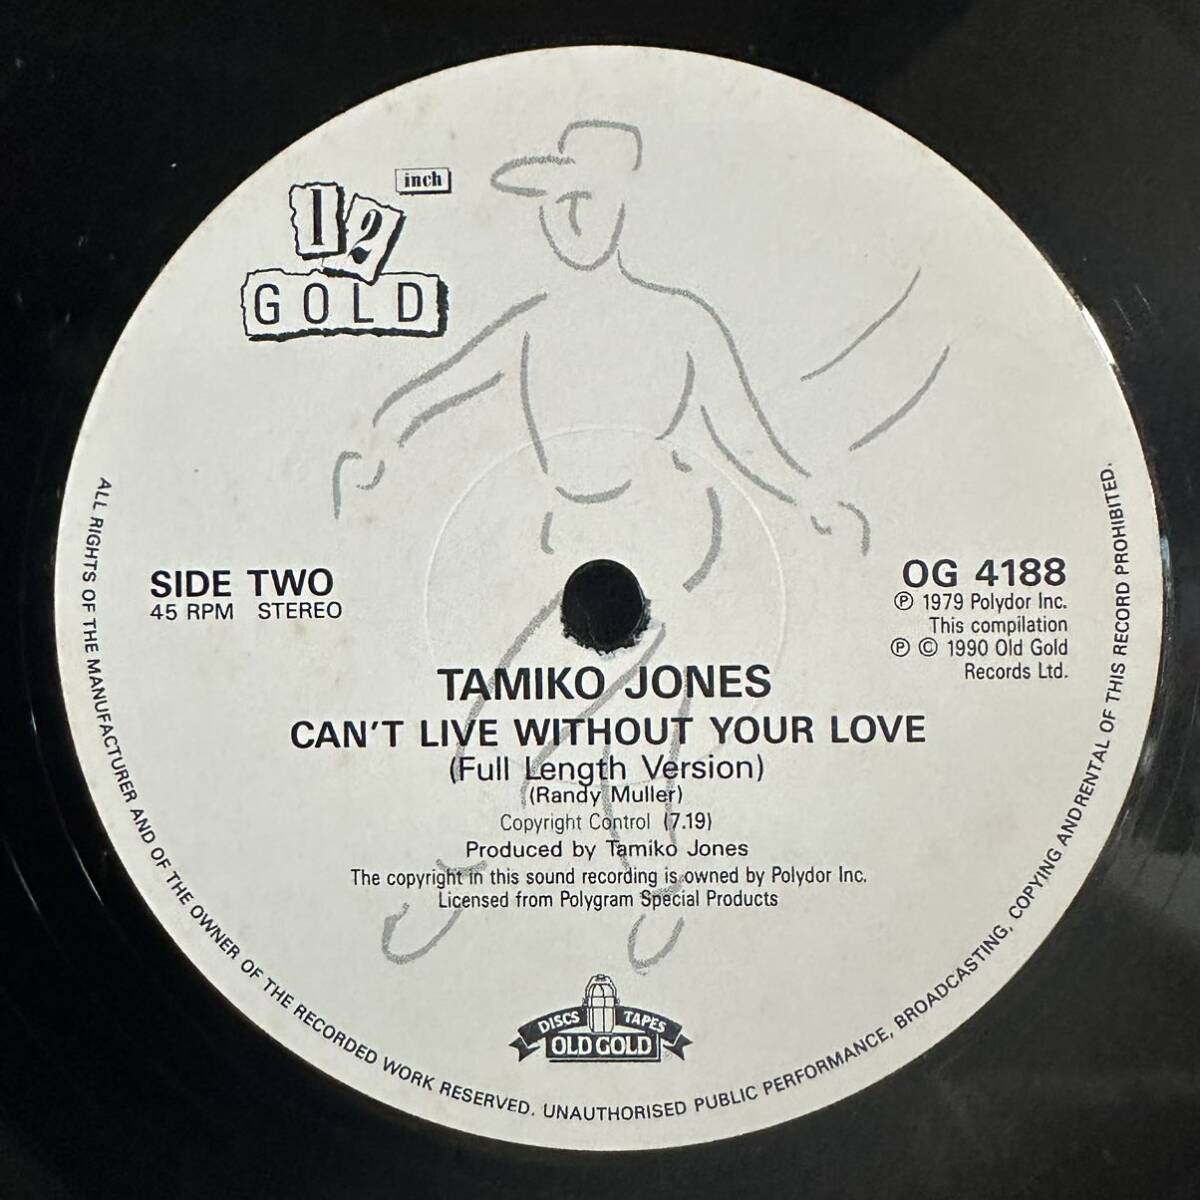 12 inch
GOLD
SIDE TWO
45 RPM STEREO
OG 4188
Ⓟ 1979 Polydor Inc.
This compilation
Ⓟ © 1990 Old Gold
Records Ltd.
TAMIKO JONES
CAN'T LIVE WITHOUT YOUR LOVE
(Full Length Version)
(Randy Muller)
Copyright Control (7.19)
Produced by Tamiko Jones
The copyright in this sound recording is owned by Polydor Inc.
Licensed from Polygram Special Products
DISCS TAPES
OLD GOLD
ALL RIGHTS OF THE MANUFACTURER AND OF THE OWNER OF THE RECORDED WORK RESERVED. UNAUTHORISED PUBLIC PERFORMANCE, BROADCASTING, COPYING AND RENTAL OF THIS RECORD PROHIBITED.